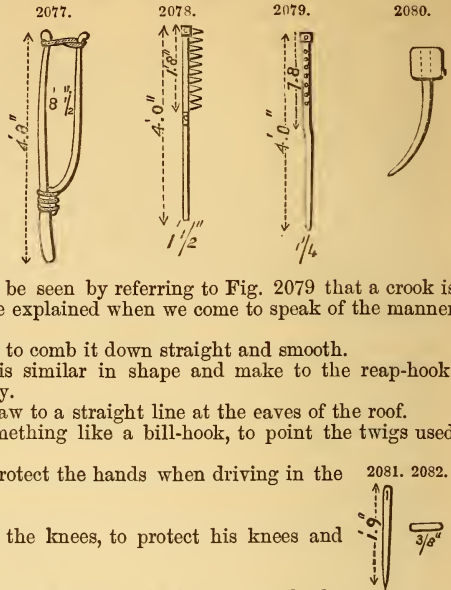 2077. 2078. 2079. 2080.
4'.0" 8' 1/2" 1'.8" 4'.0" 1 1/2" 1'.8 4'.0" 1 1/4
be seen by referring to Fig. 2079 that a crook is
explained when we come to speak of the manner
to comb it down straight and smooth.
is similar in shape and make to the reap-hook
y.
aw to a straight line at the eaves of the roof.
mething like a bill-hook, to point the twigs used
rotect the hands when driving in the
2081. 2082.
1'.9" 3/8"
the knees, to protect his knees and